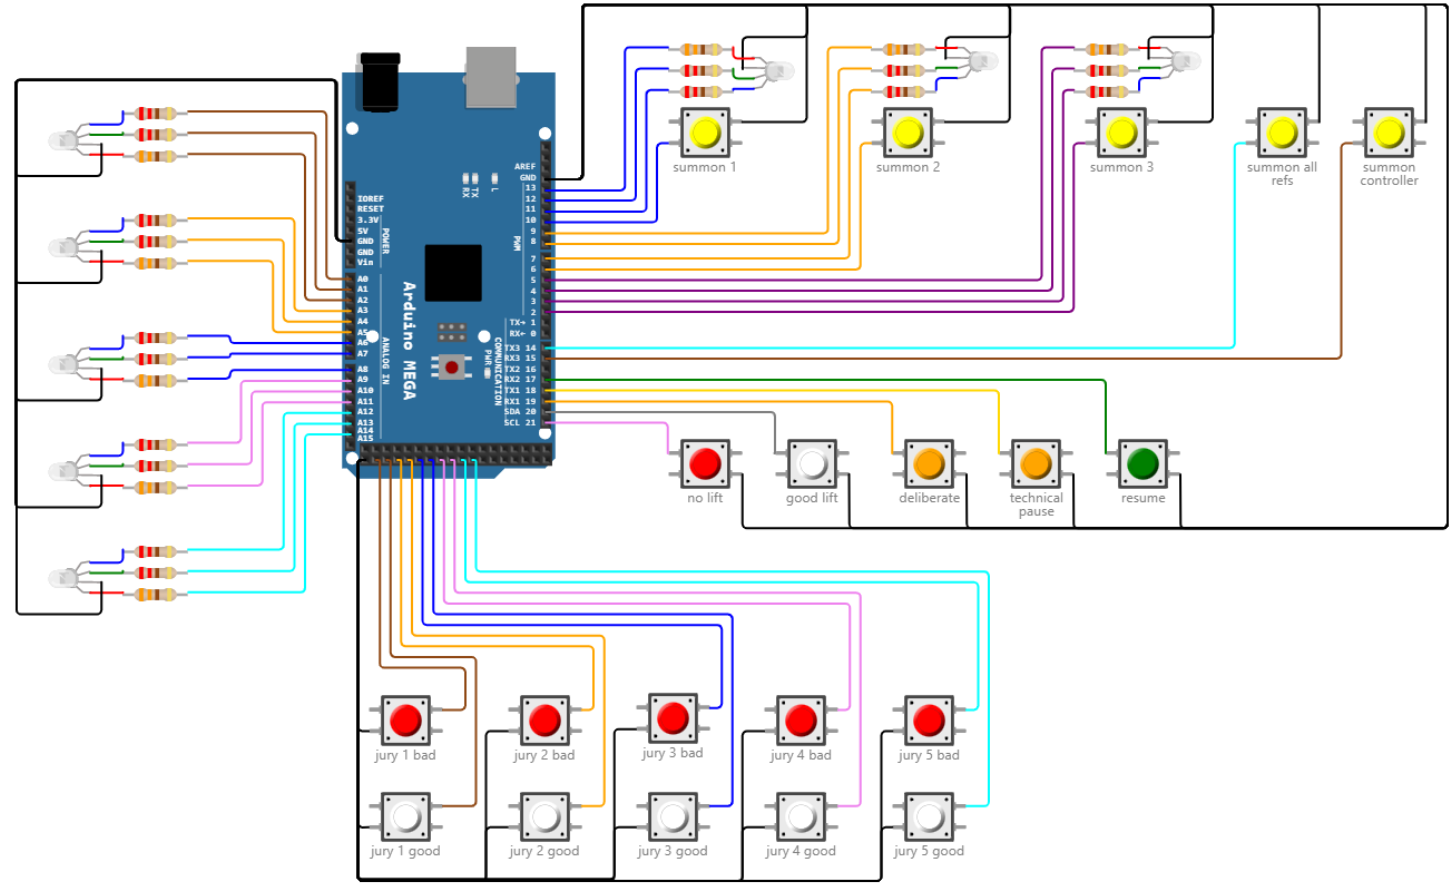 summon 1
summon 2
summon 3
summon all
refs
summon
controller
AREF
GND
13
12
11
10
9
8
7
6
5
4
3
2
TX→ 1
RX← 0
TX3 14
RX3 15
TX2 16
RX2 17
TX1 18
RX1 19
SDA 20
SCL 21
PWM
COMMUNICATION
RX
TX
L
PWR
Arduino MEGA
IOREF
RESET
3.3V
5V
GND
GND
Vin
POWER
A0
A1
A2
A3
A4
A5
A6
A7
A8
A9
A10
A11
A12
A13
A14
A15
ANALOG IN
no lift
good lift
deliberate
technical
pause
resume
jury 1 bad
jury 2 bad
jury 3 bad
jury 4 bad
jury 5 bad
jury 1 good
jury 2 good
jury 3 good
jury 4 good
jury 5 good